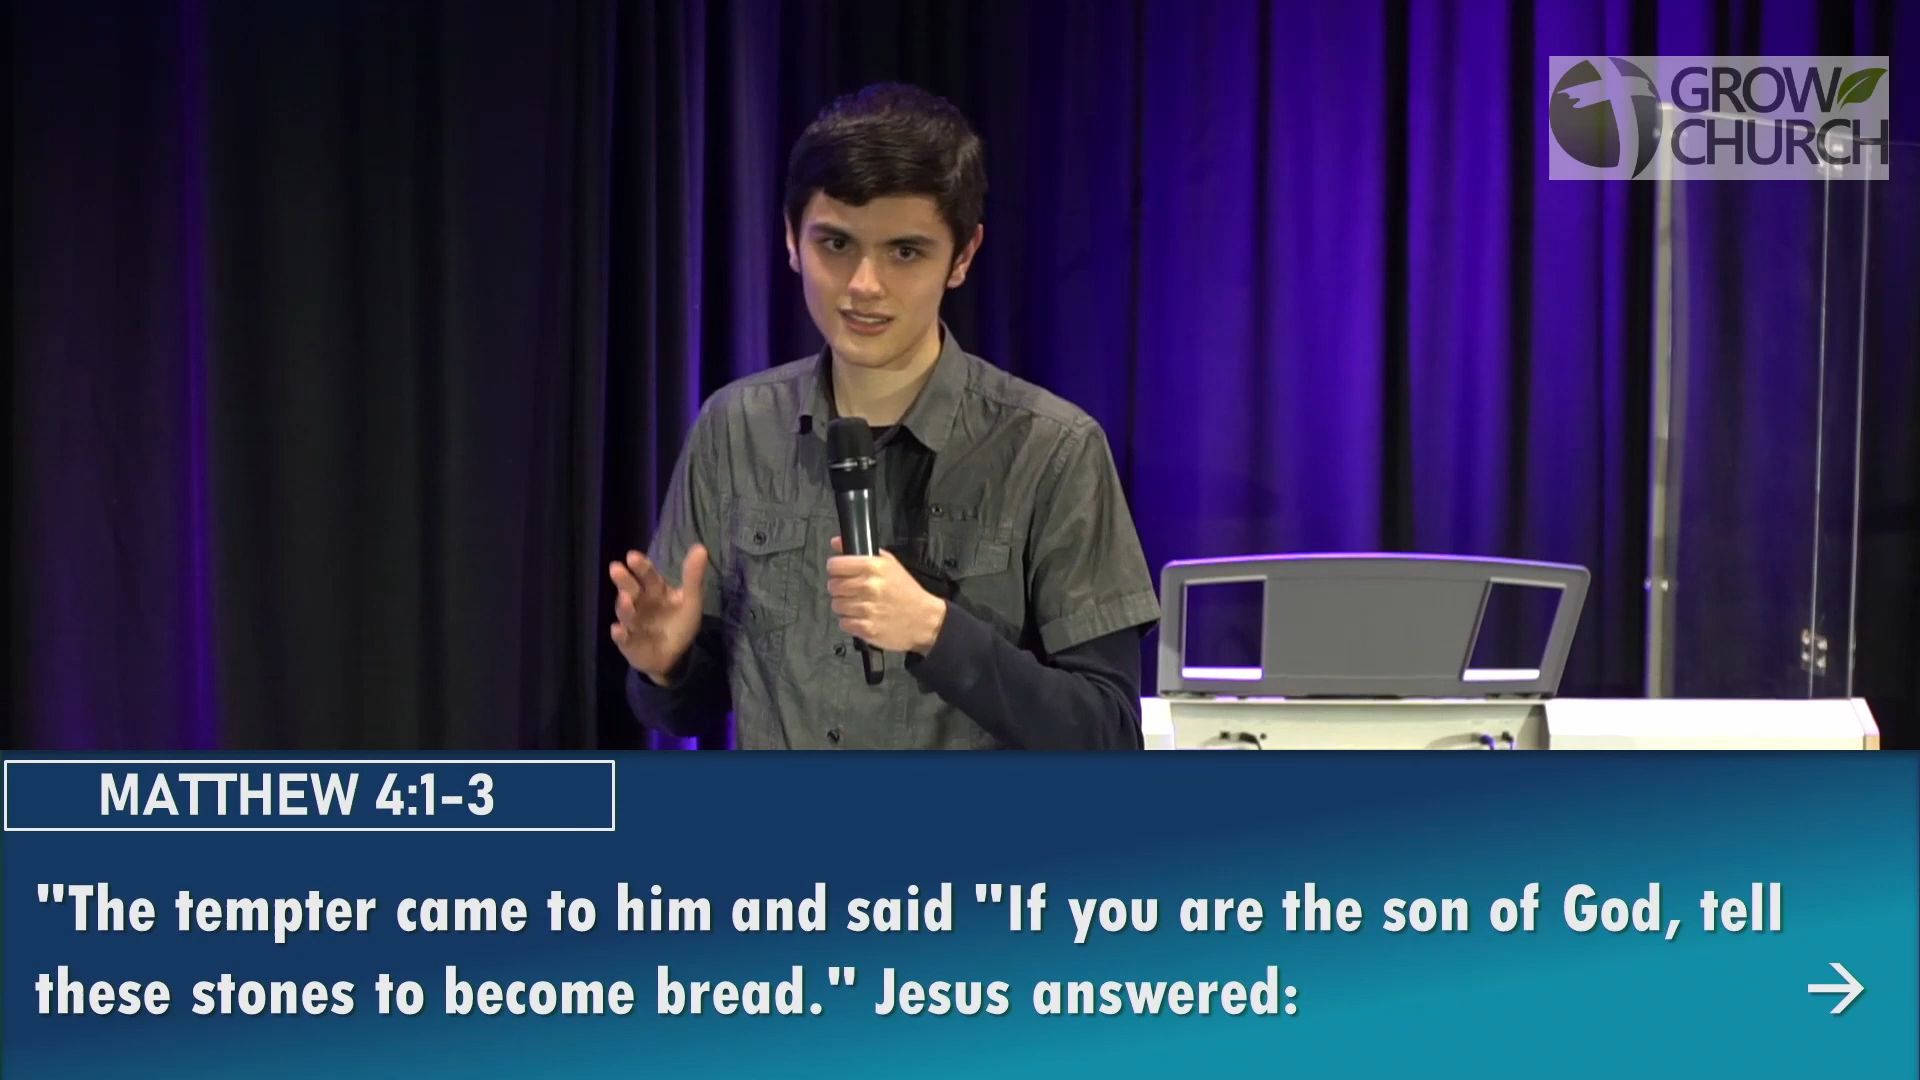 GROW
CHURCH
MATTHEW 4:1-3
"The tempter came to him and said "If you are the son of God, tell
these stones to become bread." Jesus answered: